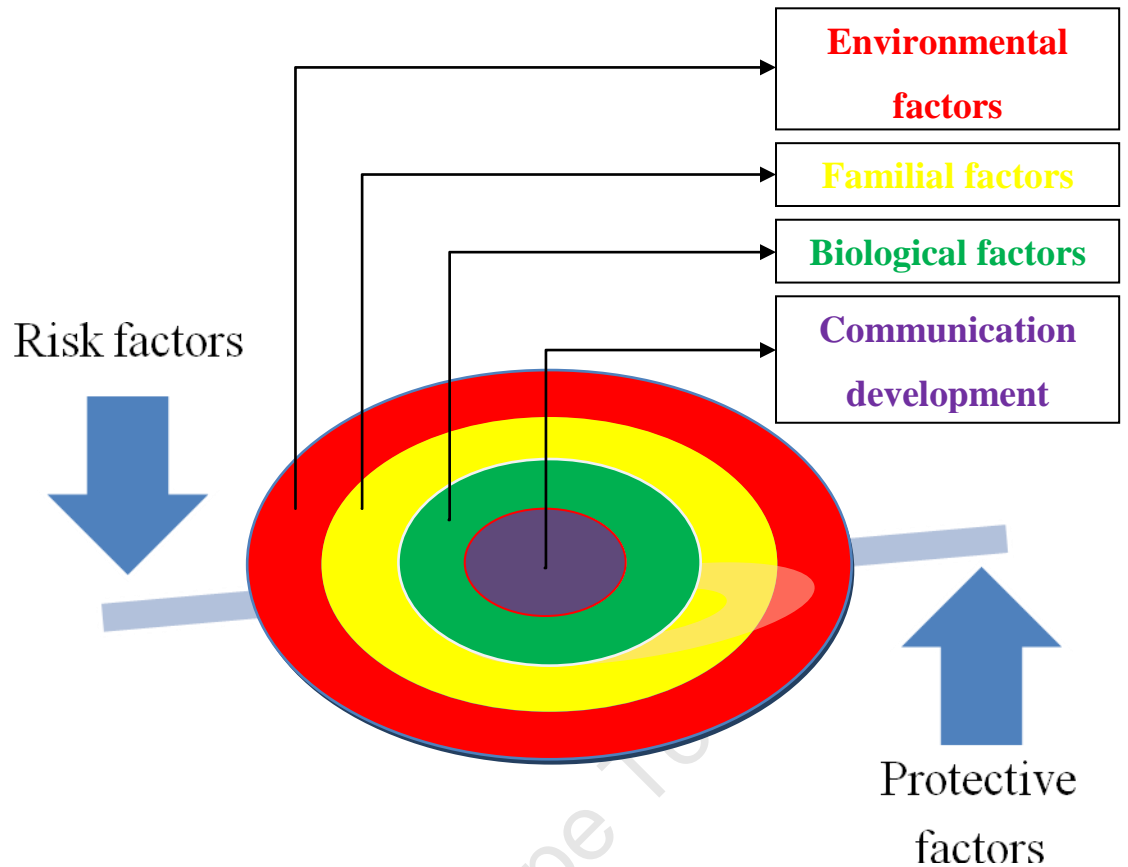 Environmental
factors
Familial factors
Biological factors
Communication
development
Risk factors
Protective
factors